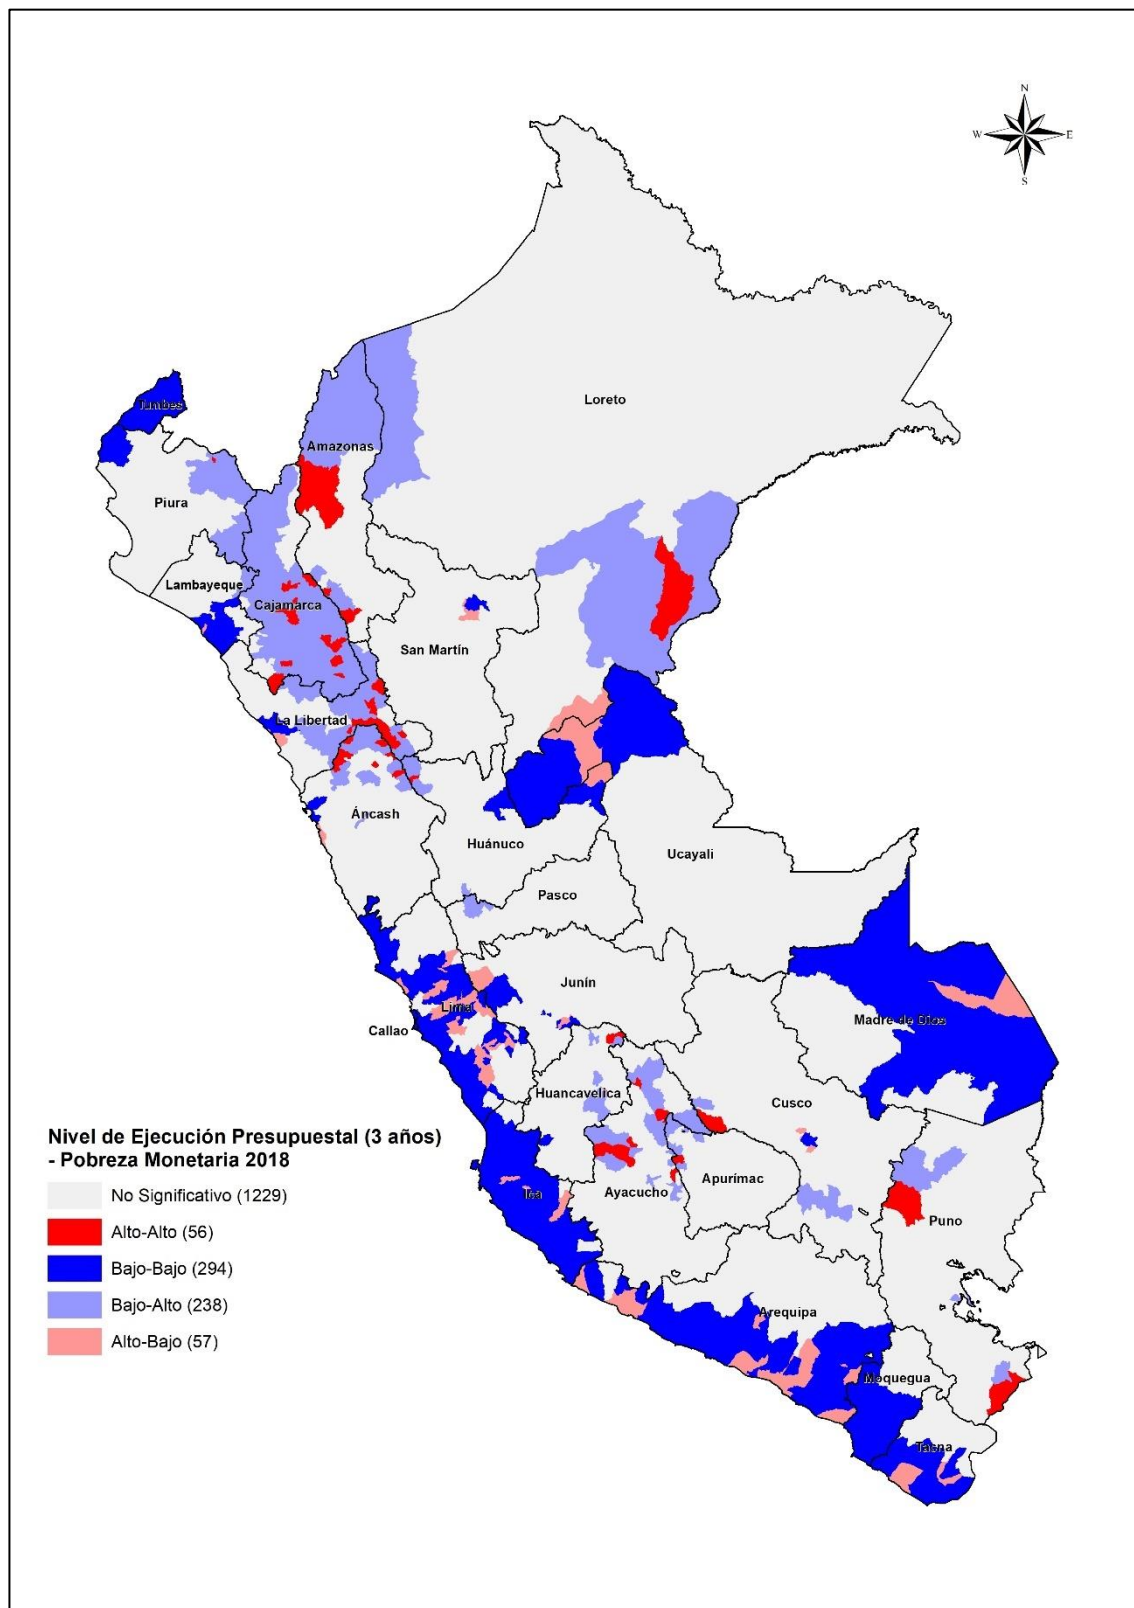 N
W E
S
Loreto
Tumbes
Amazonas
Piura
Lambayeque
Cajamarca
San Martín
La Libertad
Áncash
Huánuco
Ucayali
Pasco
Junín
Lima
Callao
Madre de Dios
Huancavelica
Cusco
Nivel de Ejecución Presupuestal (3 años)
- Pobreza Monetaria 2018
No Significativo (1229)
Alto-Alto (56)
Bajo-Bajo (294)
Bajo-Alto (238)
Alto-Bajo (57)
Ica
Ayacucho
Apurímac
Puno
Arequipa
Moquegua
Tacna